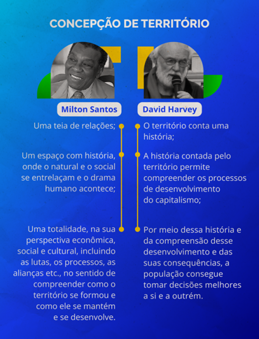 CONCEPÇÃO DE TERRITÓRIO
Milton Santos
Uma teia de relações;
Um espaço com história,
onde o natural e o social
se entrelaçam e o drama
humano acontece;
Uma totalidade, na sua
perspectiva econômica,
social e cultural, incluindo
as lutas, os processos, as
alianças etc., no sentido de
compreender como o
território se formou e
como ele se mantém
e se desenvolve.
David Harvey
O território conta uma
história;
A história contada pelo
território permite
compreender os processos
de desenvolvimento
do capitalismo;
Por meio dessa história e
da compreensão desse
desenvolvimento e das
suas consequências, a
população consegue
tomar decisões melhores
a si e a outrém.